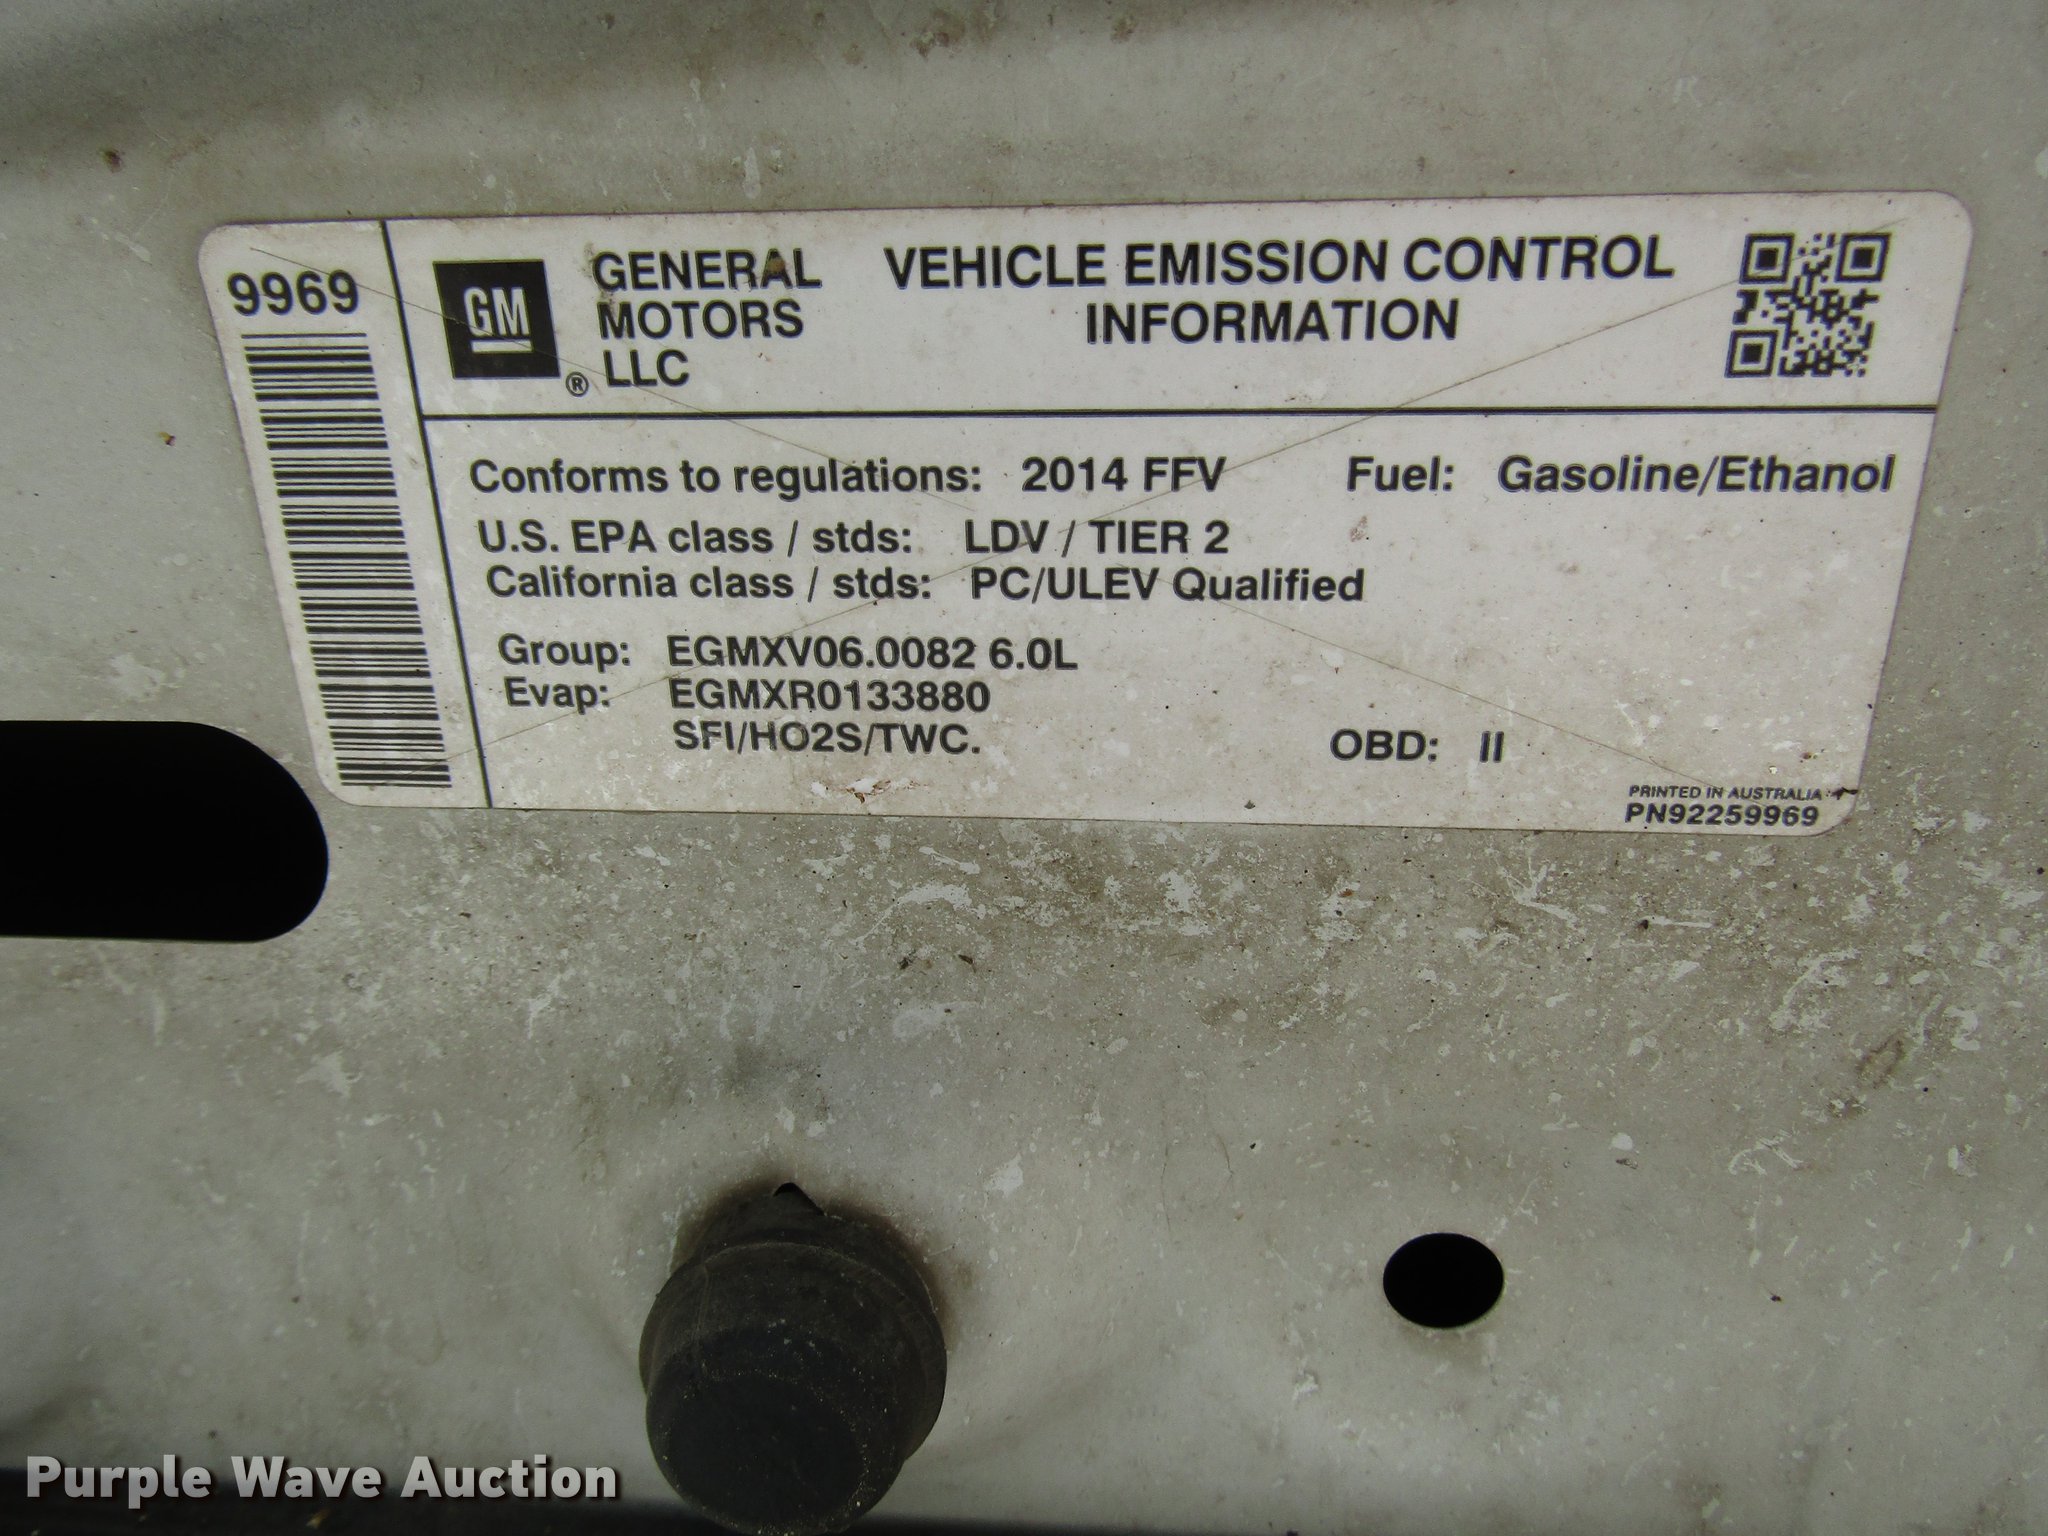 9969
GM
®
GENERAL
MOTORS
LLC
VEHICLE EMISSION CONTROL
INFORMATION
Conforms to regulations: 2014 FFV Fuel: Gasoline/Ethanol
U.S. EPA class / stds: LDV / TIER 2
California class / stds: PC/ULEV Qualified
Group: EGMXV06.0082 6.0L
Evap: EGMXR0133880
SFI/HO2S/TWC.
OBD: II
PRINTED IN AUSTRALIA
PN92259969
Purple Wave Auction